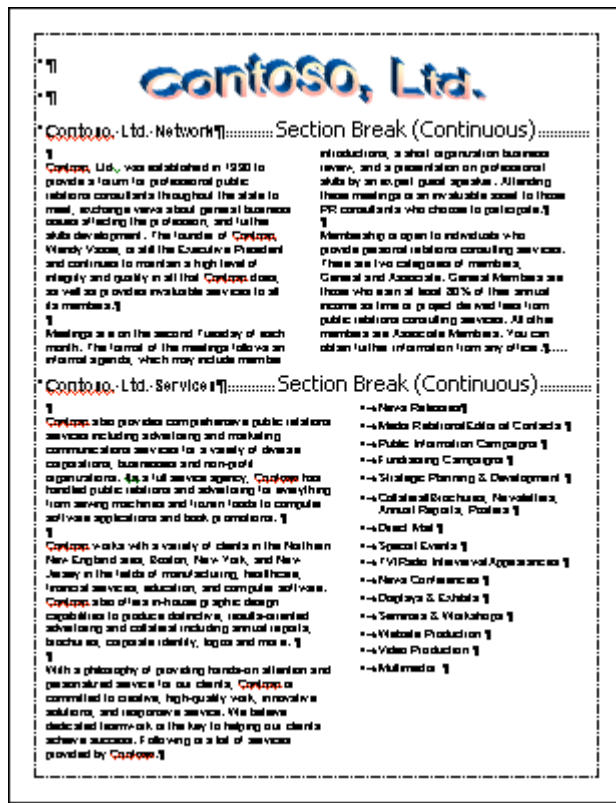 ¶
¶
Contoso, Ltd.
Contoso, Ltd. Network¶ Section Break (Continuous)
¶
Contoso, Ltd., was established in 1990 to
provide a forum for professional public
relations consultants throughout the state to
meet, exchange views about general business
issues affecting the profession, and further
skills development. The founder of Contoso,
Wendy Vasse, is still the Executive President
and continues to maintain a high level of
integrity and quality in all that Contoso does,
as well as provides invaluable services to all
its members.¶
¶
Meetings are on the second Tuesday of each
month. The format of the meetings follows an
informal agenda, which may include member
introductions, a short organization business
review, and a presentation on professional
skills by an expert guest speaker. Attending
these meetings is an invaluable asset to those
PR consultants who choose to participate.¶
¶
Membership is open to individuals who
provide personal relations consulting services.
There are two categories of members,
General and Associate. General Members are
those who earn at least 80% of their annual
income as time or project derived fees from
public relations consulting services. All other
members are Associate Members. You can
obtain further information from any office.¶
Contoso, Ltd. Services¶ Section Break (Continuous)
¶
Contoso also provides comprehensive public relations
services including advertising and marketing
communications services for a variety of diverse
corporations, businesses and non-profit
organizations. As a full service agency, Contoso has
handled public relations and advertising for everything
from sewing machines and frozen foods to computer
software applications and book promotions. ¶
¶
Contoso works with a variety of clients in the Northern
New England area, Boston, New York, and New
Jersey in the fields of manufacturing, healthcare,
financial services, education, and computer software.
Contoso also offers in-house graphic design
capabilities to produce distinctive, results-oriented
advertising and collateral including annual reports,
brochures, corporate identity, logos and more. ¶
¶
With a philosophy of providing hands-on attention and
personalized service for our clients, Contoso is
committed to creative, high-quality work, innovative
solutions, and responsive service. We believe
dedicated teamwork is the key to helping our clients
achieve success. Following is a list of services
provided by Contoso.¶
News Releases¶
Media Relations/Editorial Contacts ¶
Public Information Campaigns ¶
Fundraising Campaigns ¶
Strategic Planning & Development ¶
Collateral/Brochures, Newsletters,
Annual Reports, Posters ¶
Direct Mail ¶
Special Events ¶
TV/Radio Interviews/Appearances ¶
News Conferences ¶
Displays & Exhibits ¶
Seminars & Workshops ¶
Website Production ¶
Video Production ¶
Multimedia ¶